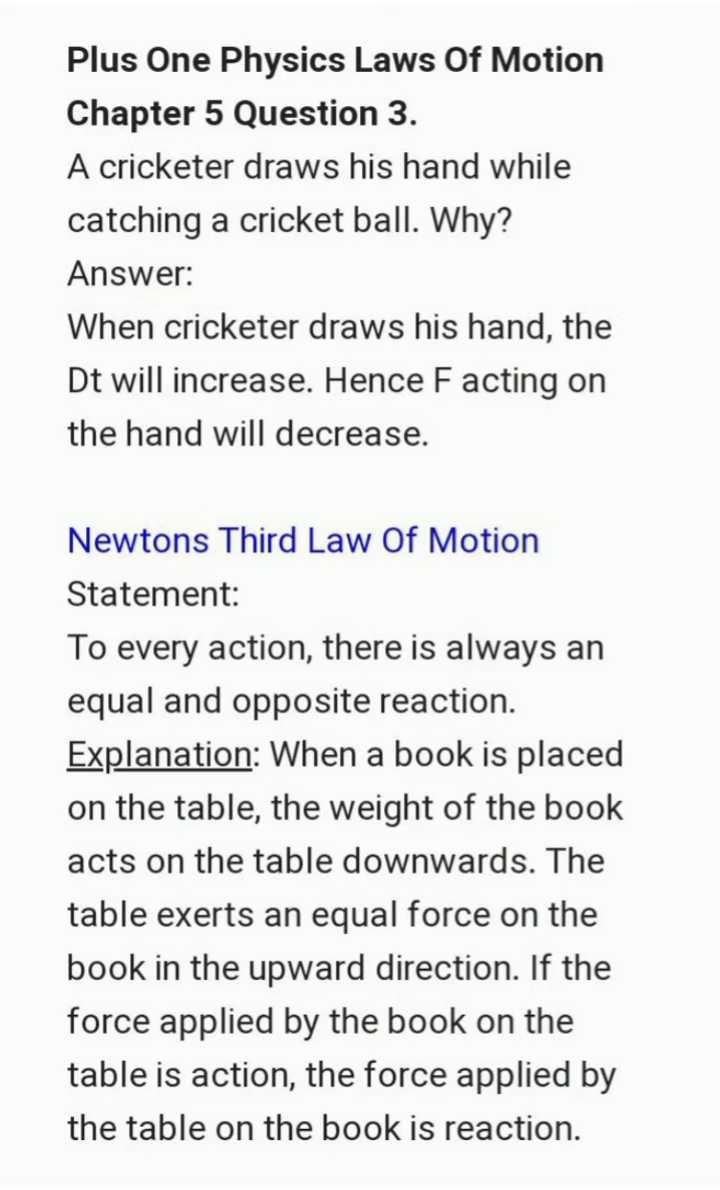 Plus One Physics Laws Of Motion
Chapter 5 Question 3.
A cricketer draws his hand while
catching a cricket ball. Why?
Answer:
When cricketer draws his hand, the
Dt will increase. Hence F acting on
the hand will decrease.
Newtons Third Law Of Motion
Statement:
To every action, there is always an
equal and opposite reaction.
Explanation: When a book is placed
on the table, the weight of the book
acts on the table downwards. The
table exerts an equal force on the
book in the upward direction. If the
force applied by the book on the
table is action, the force applied by
the table on the book is reaction.